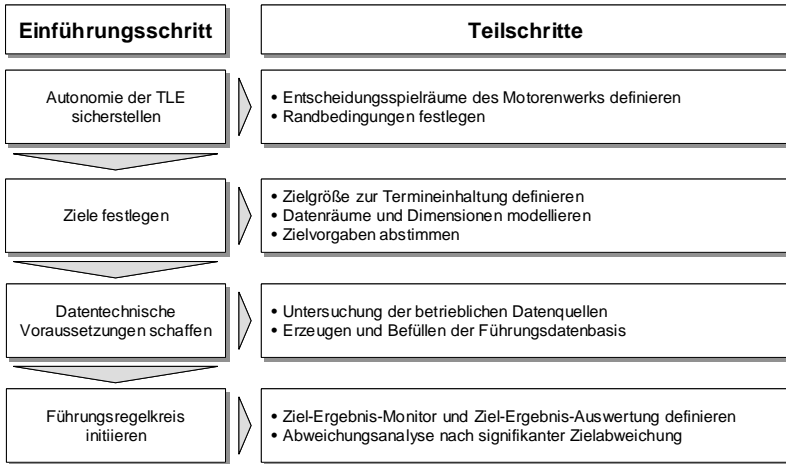 Einführungsschritt
Teilschritte
Autonomie der TLE
sicherstellen
• Entscheidungsspielräume des Motorenwerks definieren
• Randbedingungen festlegen
Ziele festlegen
• Zielgröße zur Termineinhaltung definieren
• Datenräume und Dimensionen modellieren
• Zielvorgaben abstimmen
Datentechnische
Voraussetzungen schaffen
• Untersuchung der betrieblichen Datenquellen
• Erzeugen und Befüllen der Führungsdatenbasis
Führungsregelkreis
initiieren
• Ziel-Ergebnis-Monitor und Ziel-Ergebnis-Auswertung definieren
• Abweichungsanalyse nach signifikanter Zielabweichung